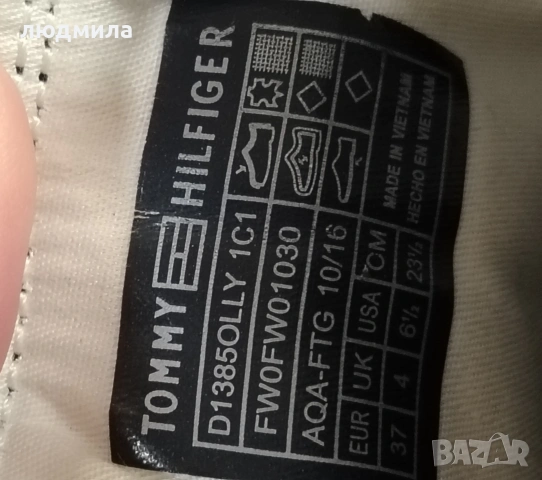 людмила
TOMMY HILFIGER
D1385OLLY 1C1
FW0FW01030
AQA-FTG 10/16
EUR UK USA CM
37 4 6½ 23½
MADE IN VIETNAM
HECHO EN VIETNAM
BAZAR